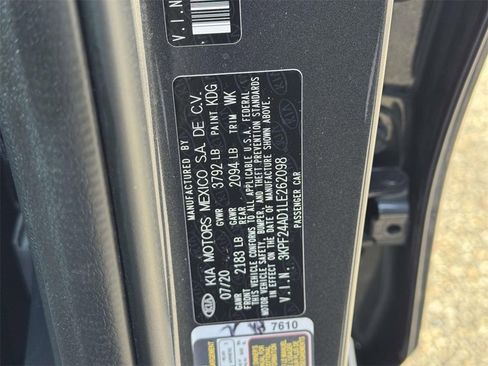 V.I.N
MANUFACTURED BY
KIA MOTORS MEXICO S.A. DE C.V.
07/20 GVWR 3792 LB PAINT KDG
GAWR 2183 LB GAWR REAR 2094 LB TRIM WK
THIS VEHICLE CONFORMS TO ALL APPLICABLE U.S.A. FEDERAL
MOTOR VEHICLE SAFETY, BUMPER, AND THEFT PREVENTION STANDARDS
IN EFFECT ON THE DATE OF MANUFACTURE SHOWN ABOVE.
V.I.N. 3KPF24AD1LE262098
PASSENGER CAR
KIA
7610